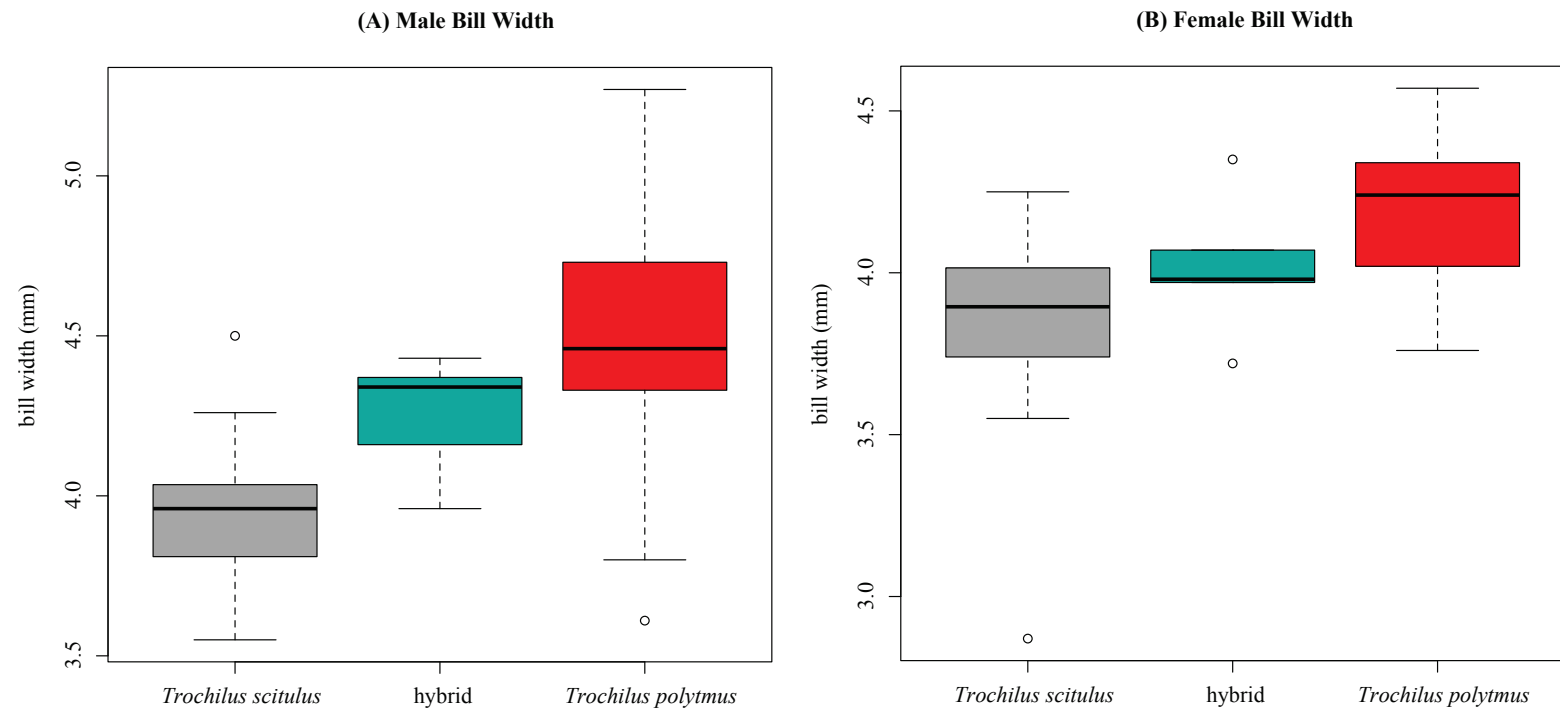 (A) Male Bill Width
bill width (mm)
5.0
4.5
4.0
3.5
Trochilus scitulus
hybrid
Trochilus polytmus
(B) Female Bill Width
bill width (mm)
4.5
4.0
3.5
3.0
Trochilus scitulus
hybrid
Trochilus polytmus